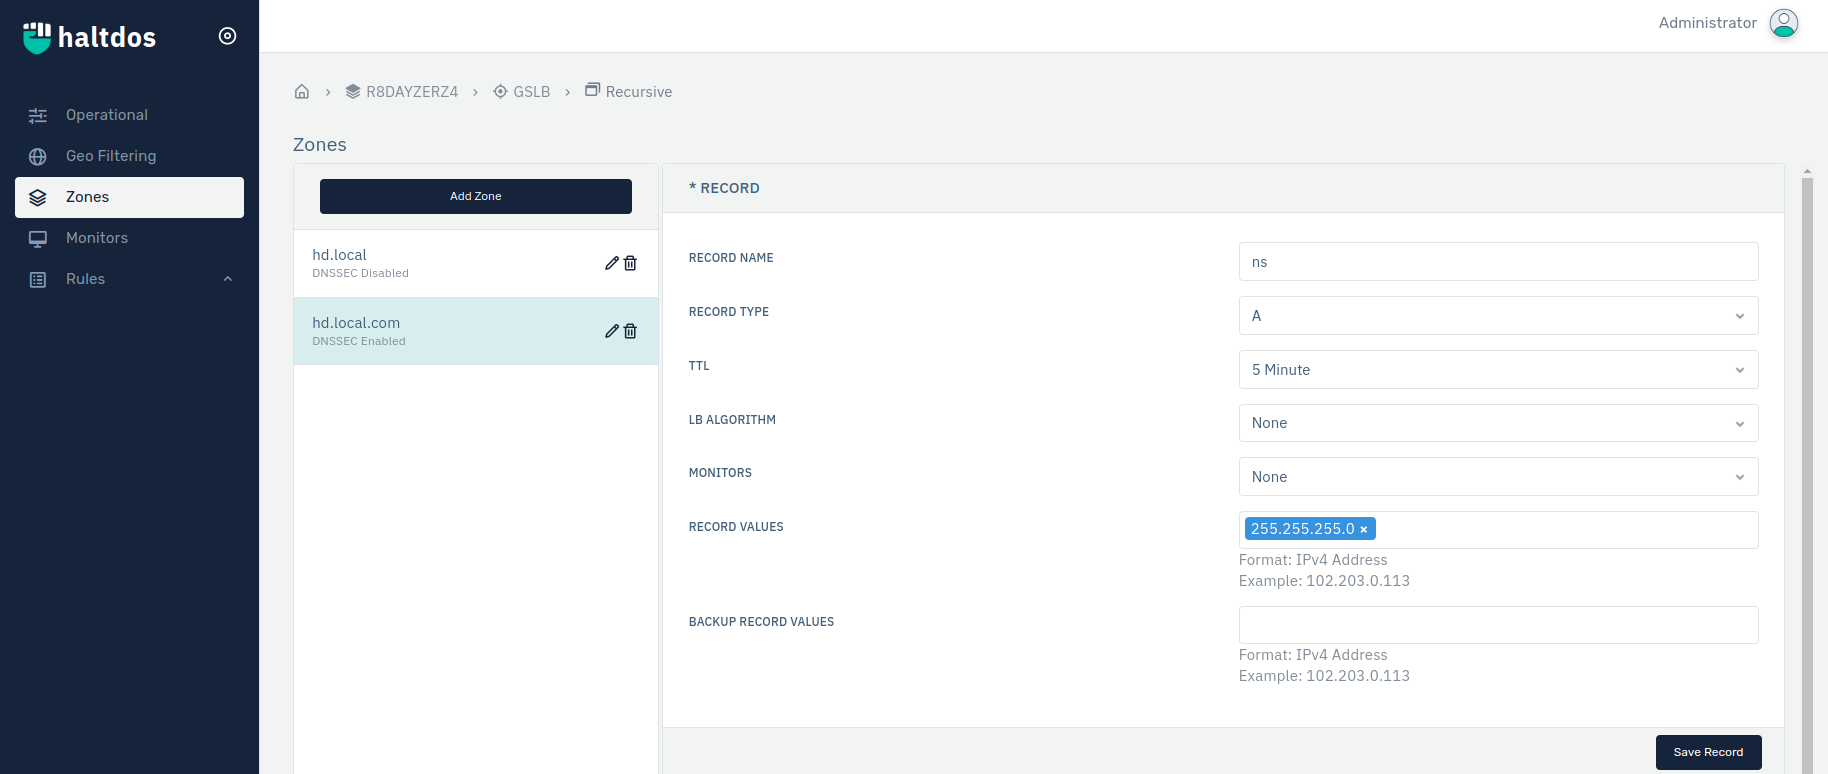 haltdos
Administrator
Operational
Geo Filtering
Zones
Monitors
Rules
R8DAYZERZ4
GSLB
Recursive
Zones
Add Zone
hd.local
DNSSEC Disabled
hd.local.com
DNSSEC Enabled
* RECORD
RECORD NAME
ns
RECORD TYPE
A
TTL
5 Minute
LB ALGORITHM
None
MONITORS
None
RECORD VALUES
255.255.255.0 ×
Format: IPv4 Address
Example: 102.203.0.113
BACKUP RECORD VALUES
Format: IPv4 Address
Example: 102.203.0.113
Save Record